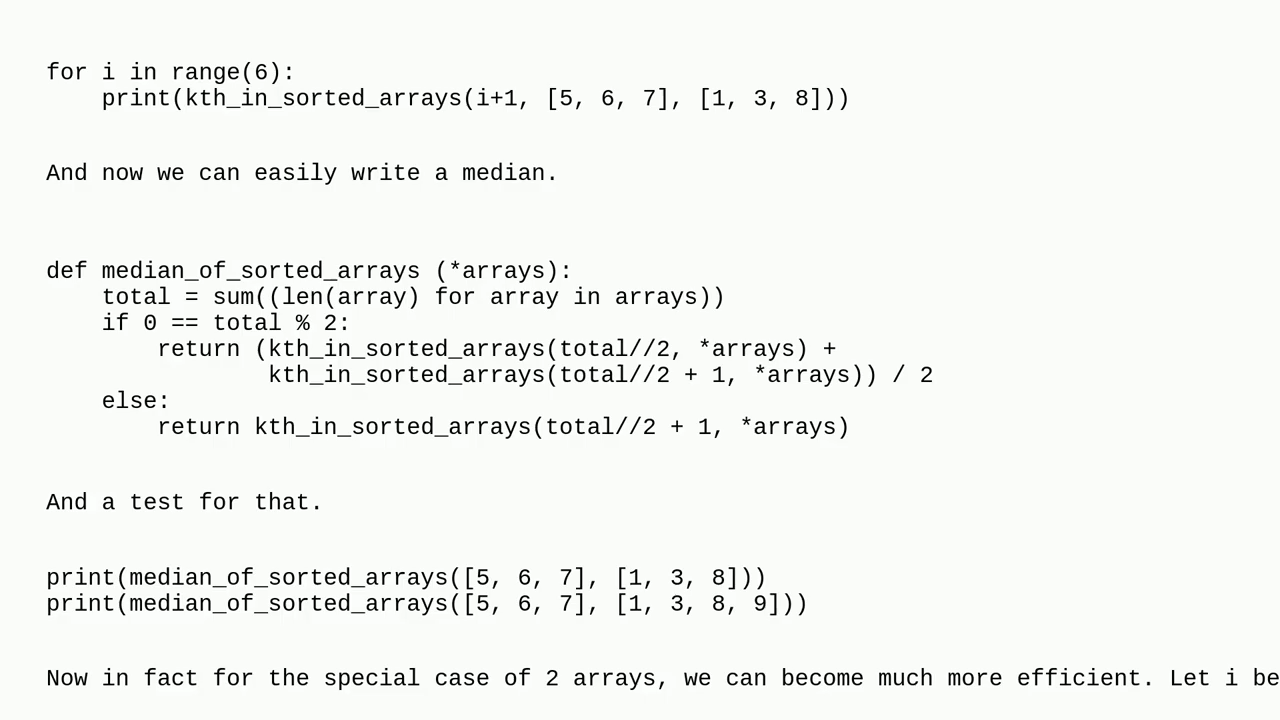 for i in range(6):
    print(kth_in_sorted_arrays(i+1, [5, 6, 7], [1, 3, 8]))
And now we can easily write a median.
def median_of_sorted_arrays (*arrays):
    total = sum((len(array) for array in arrays))
    if 0 == total % 2:
        return (kth_in_sorted_arrays(total//2, *arrays) +
                kth_in_sorted_arrays(total//2 + 1, *arrays)) / 2
    else:
        return kth_in_sorted_arrays(total//2 + 1, *arrays)
And a test for that.
print(median_of_sorted_arrays([5, 6, 7], [1, 3, 8]))
print(median_of_sorted_arrays([5, 6, 7], [1, 3, 8, 9]))
Now in fact for the special case of 2 arrays, we can become much more efficient. Let i be